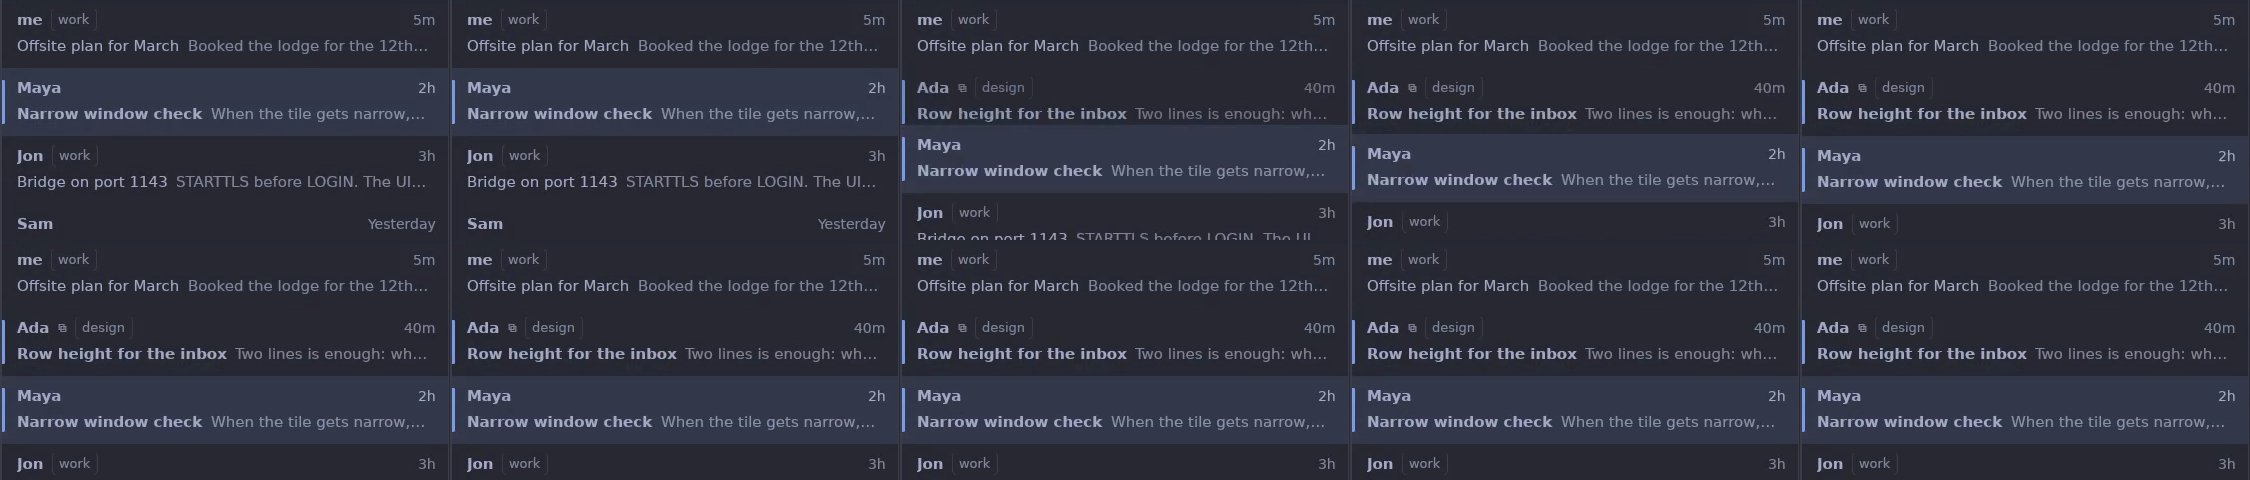 me work 5m
Offsite plan for March Booked the lodge for the 12th…
Maya 2h
Narrow window check When the tile gets narrow,…
Jon work 3h
Bridge on port 1143 STARTTLS before LOGIN. The UI…
Sam Yesterday
me work 5m
Offsite plan for March Booked the lodge for the 12th…
Maya 2h
Narrow window check When the tile gets narrow,…
Jon work 3h
Bridge on port 1143 STARTTLS before LOGIN. The UI…
Sam Yesterday
me work 5m
Offsite plan for March Booked the lodge for the 12th…
Ada design 40m
Row height for the inbox Two lines is enough: wh…
Maya 2h
Narrow window check When the tile gets narrow,…
Jon work 3h
Bridge on port 1143 STARTTLS before LOGIN. The UI…
me work 5m
Offsite plan for March Booked the lodge for the 12th…
Ada design 40m
Row height for the inbox Two lines is enough: wh…
Maya 2h
Narrow window check When the tile gets narrow,…
Jon work 3h
me work 5m
Offsite plan for March Booked the lodge for the 12th…
Ada design 40m
Row height for the inbox Two lines is enough: wh…
Maya 2h
Narrow window check When the tile gets narrow,…
Jon work 3h
me work 5m
Offsite plan for March Booked the lodge for the 12th…
Ada design 40m
Row height for the inbox Two lines is enough: wh…
Maya 2h
Narrow window check When the tile gets narrow,…
Jon work 3h
me work 5m
Offsite plan for March Booked the lodge for the 12th…
Ada design 40m
Row height for the inbox Two lines is enough: wh…
Maya 2h
Narrow window check When the tile gets narrow,…
Jon work 3h
me work 5m
Offsite plan for March Booked the lodge for the 12th…
Ada design 40m
Row height for the inbox Two lines is enough: wh…
Maya 2h
Narrow window check When the tile gets narrow,…
Jon work 3h
me work 5m
Offsite plan for March Booked the lodge for the 12th…
Ada design 40m
Row height for the inbox Two lines is enough: wh…
Maya 2h
Narrow window check When the tile gets narrow,…
Jon work 3h
me work 5m
Offsite plan for March Booked the lodge for the 12th…
Ada design 40m
Row height for the inbox Two lines is enough: wh…
Maya 2h
Narrow window check When the tile gets narrow,…
Jon work 3h